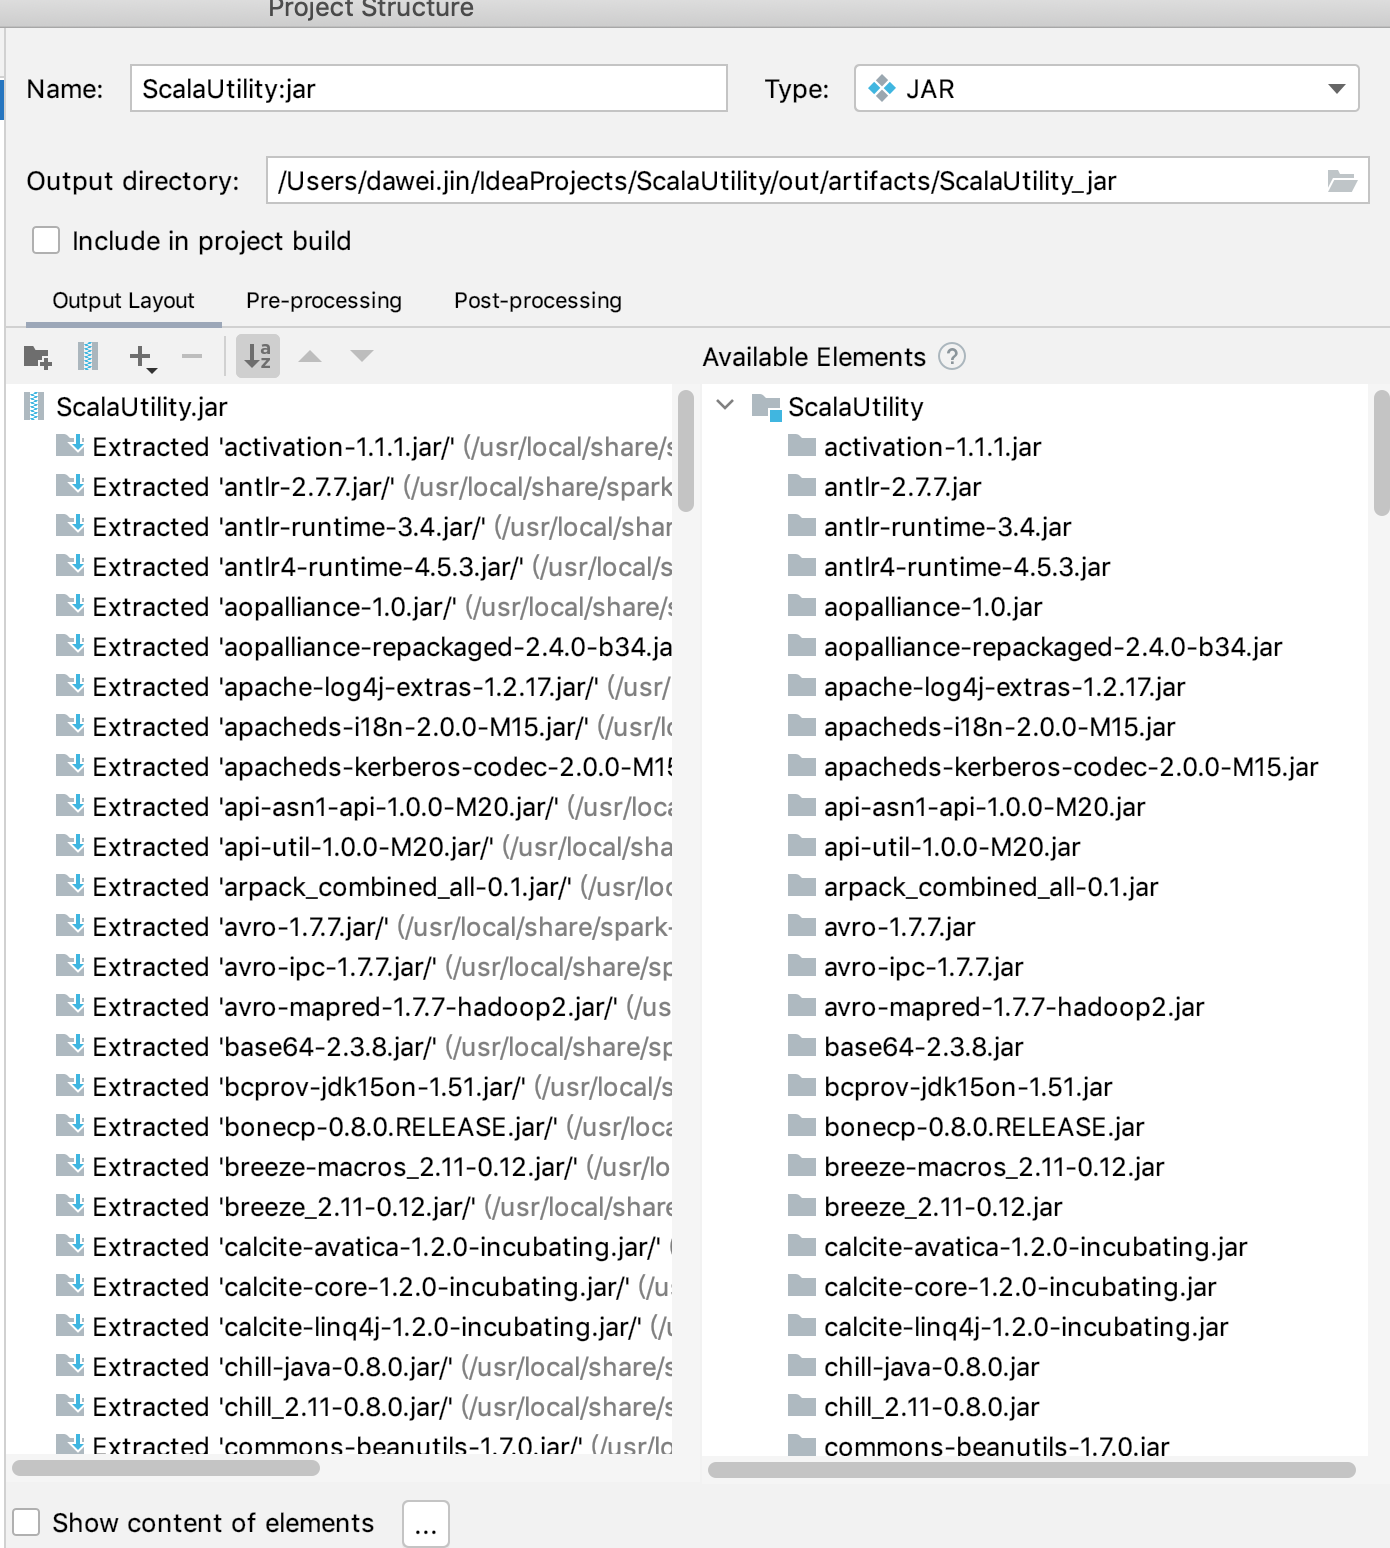 Project Structure
Name: ScalaUtility:jar Type: JAR
Output directory: /Users/dawei.jin/IdeaProjects/ScalaUtility/out/artifacts/ScalaUtility_jar
Include in project build
Output Layout Pre-processing Post-processing
Available Elements ?
ScalaUtility.jar
Extracted 'activation-1.1.1.jar/' (/usr/local/share/s
Extracted 'antlr-2.7.7.jar/' (/usr/local/share/spark
Extracted 'antlr-runtime-3.4.jar/' (/usr/local/shar
Extracted 'antlr4-runtime-4.5.3.jar/' (/usr/local/s
Extracted 'aopalliance-1.0.jar/' (/usr/local/share/s
Extracted 'aopalliance-repackaged-2.4.0-b34.ja
Extracted 'apache-log4j-extras-1.2.17.jar/' (/usr/
Extracted 'apacheds-i18n-2.0.0-M15.jar/' (/usr/lo
Extracted 'apacheds-kerberos-codec-2.0.0-M15
Extracted 'api-asn1-api-1.0.0-M20.jar/' (/usr/loca
Extracted 'api-util-1.0.0-M20.jar/' (/usr/local/sha
Extracted 'arpack_combined_all-0.1.jar/' (/usr/loc
Extracted 'avro-1.7.7.jar/' (/usr/local/share/spark-
Extracted 'avro-ipc-1.7.7.jar/' (/usr/local/share/sp
Extracted 'avro-mapred-1.7.7-hadoop2.jar/' (/us
Extracted 'base64-2.3.8.jar/' (/usr/local/share/sp
Extracted 'bcprov-jdk15on-1.51.jar/' (/usr/local/s
Extracted 'bonecp-0.8.0.RELEASE.jar/' (/usr/loca
Extracted 'breeze-macros_2.11-0.12.jar/' (/usr/lo
Extracted 'breeze_2.11-0.12.jar/' (/usr/local/share
Extracted 'calcite-avatica-1.2.0-incubating.jar/' (
Extracted 'calcite-core-1.2.0-incubating.jar/' (/u
Extracted 'calcite-linq4j-1.2.0-incubating.jar/' (/u
Extracted 'chill-java-0.8.0.jar/' (/usr/local/share/s
Extracted 'chill_2.11-0.8.0.jar/' (/usr/local/share/s
Extracted 'commons-beanutils-1.7.0.jar/' (/usr/lo
ScalaUtility
activation-1.1.1.jar
antlr-2.7.7.jar
antlr-runtime-3.4.jar
antlr4-runtime-4.5.3.jar
aopalliance-1.0.jar
aopalliance-repackaged-2.4.0-b34.jar
apache-log4j-extras-1.2.17.jar
apacheds-i18n-2.0.0-M15.jar
apacheds-kerberos-codec-2.0.0-M15.jar
api-asn1-api-1.0.0-M20.jar
api-util-1.0.0-M20.jar
arpack_combined_all-0.1.jar
avro-1.7.7.jar
avro-ipc-1.7.7.jar
avro-mapred-1.7.7-hadoop2.jar
base64-2.3.8.jar
bcprov-jdk15on-1.51.jar
bonecp-0.8.0.RELEASE.jar
breeze-macros_2.11-0.12.jar
breeze_2.11-0.12.jar
calcite-avatica-1.2.0-incubating.jar
calcite-core-1.2.0-incubating.jar
calcite-linq4j-1.2.0-incubating.jar
chill-java-0.8.0.jar
chill_2.11-0.8.0.jar
commons-beanutils-1.7.0.jar
Show content of elements ...